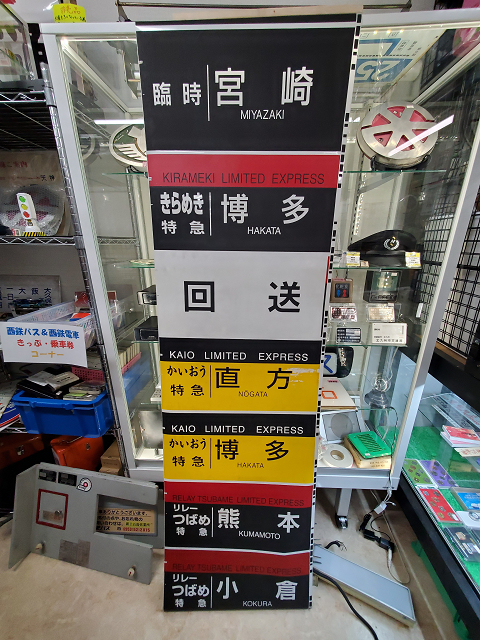 臨時 宮崎
MIYAZAKI
KIRAMEKI LIMITED EXPRESS
きらめき
特急
博多
HAKATA
回送
KAIO LIMITED EXPRESS
かいおう
特急
直方
NŌGATA
KAIO LIMITED EXPRESS
かいおう
特急
博多
HAKATA
RELAY TSUBAME LIMITED EXPRESS
リレー
つばめ
特急
熊本
KUMAMOTO
RELAY TSUBAME LIMITED EXPRESS
リレー
つばめ
特急
小倉
KOKURA
西鉄バス&西鉄電車
きっぷ・乗車券
コーナー